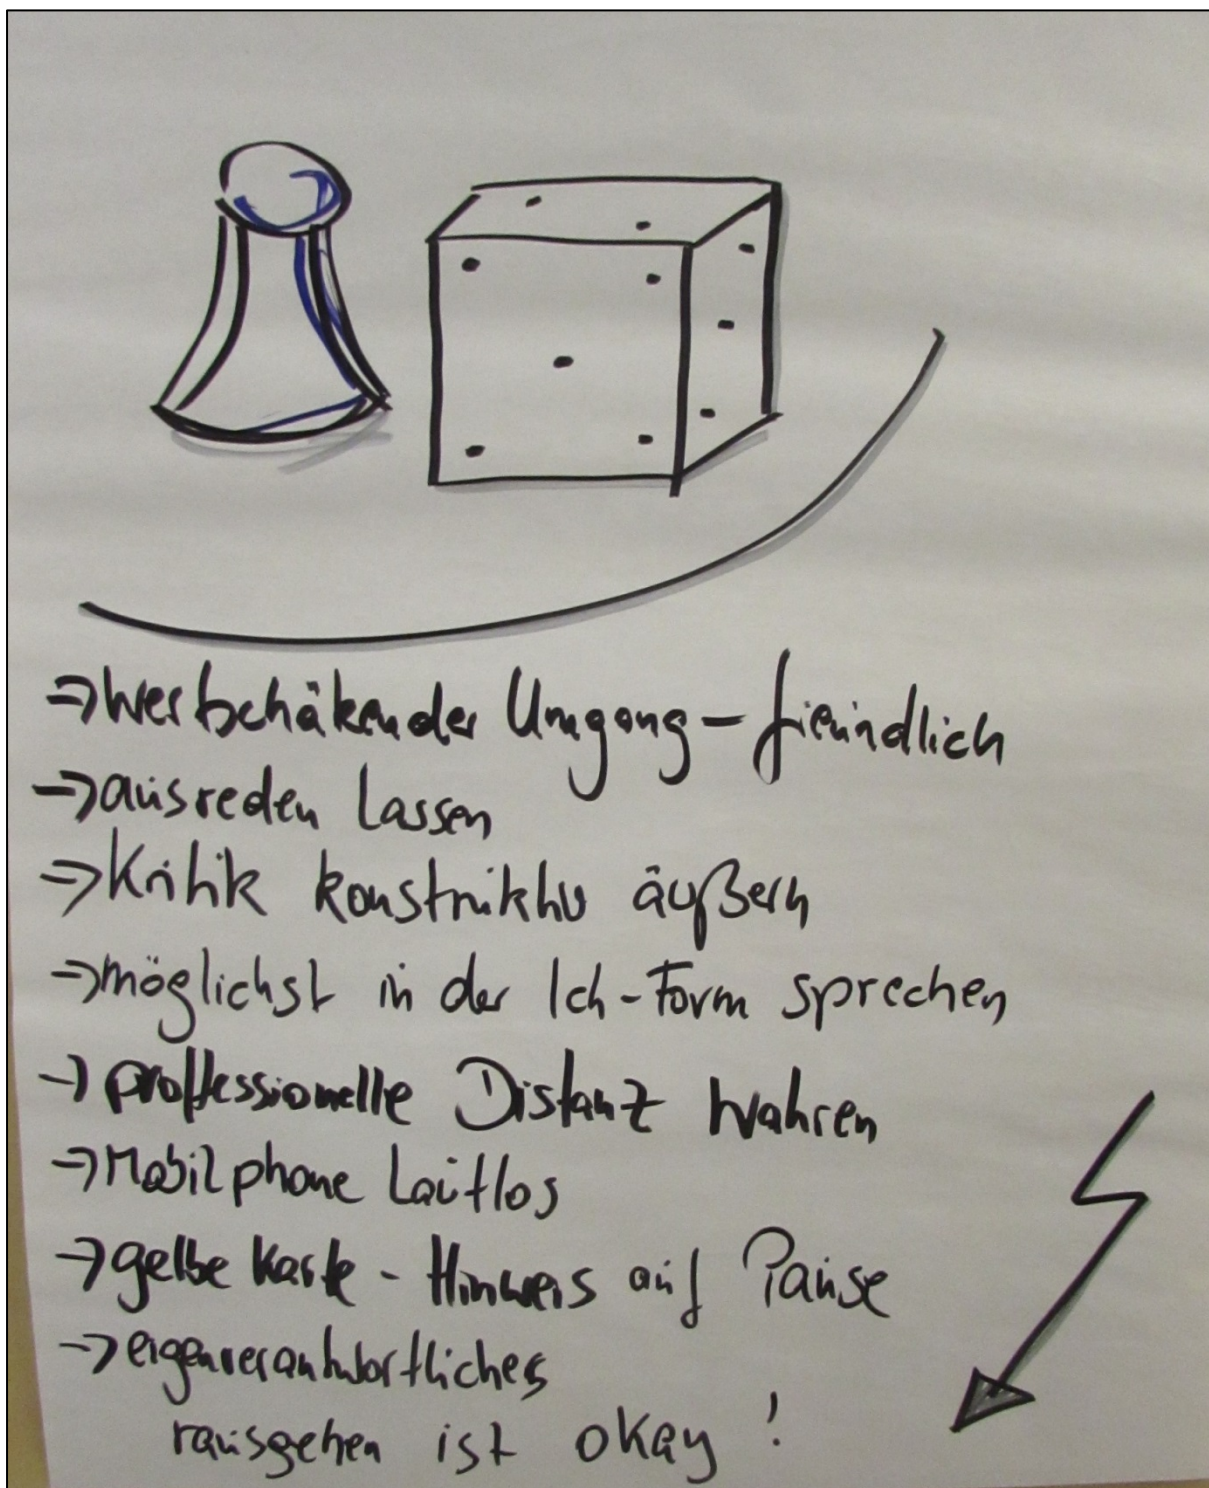 → wertschätzender Umgang – freundlich
→ ausreden lassen
→ Kritik konstruktiv äußern
→ möglichst in der Ich-Form sprechen
→ proffessionelle Distanz wahren
→ Mobilphone Lautlos
→ gelbe Karte - Hinweis auf Pause
→ eigenverantwortliches
rausgehen ist okay !